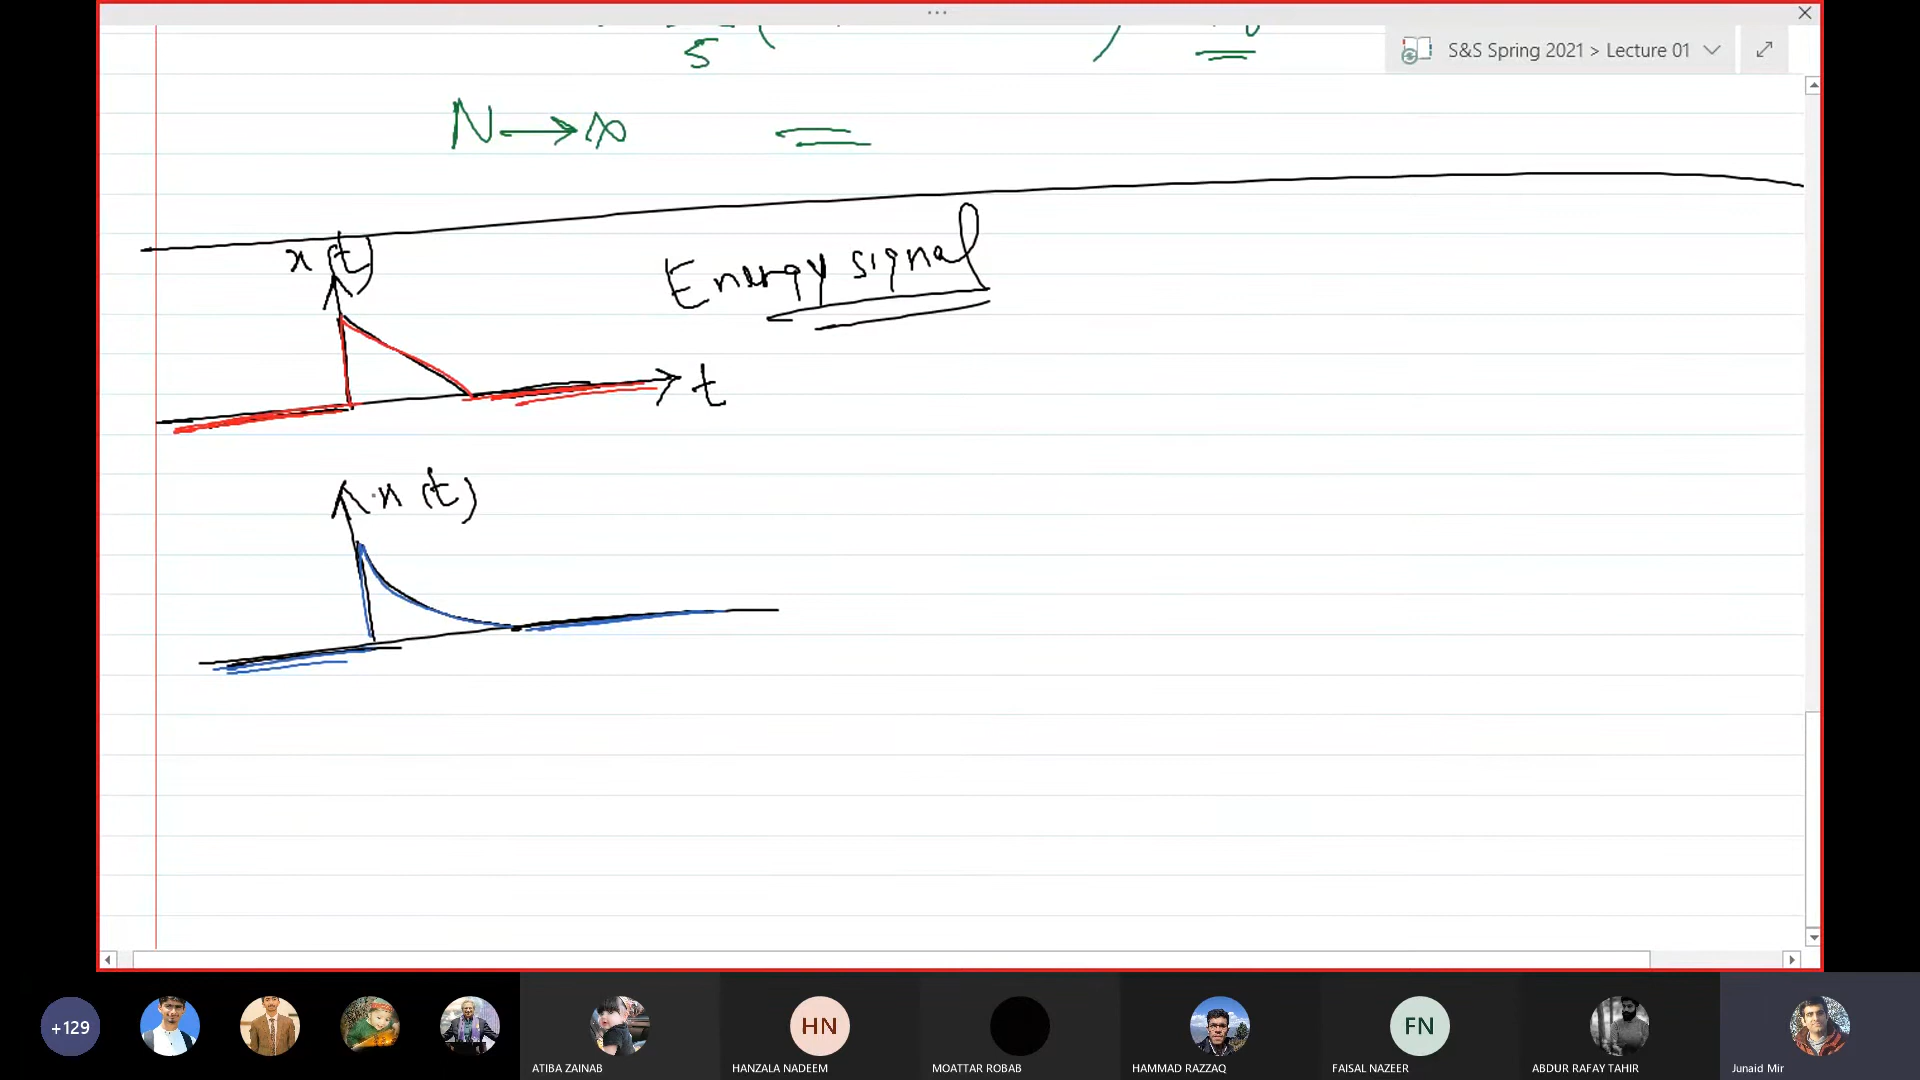 S&S Spring 2021 > Lecture 01
5 ( )
N → ∞ =
x(t)
Energy signal
t
x(t)
+129
HN
FN
ATIBA ZAINAB
HANZALA NADEEM
MOATTAR ROBAB
HAMMAD RAZZAQ
FAISAL NAZEER
ABDUR RAFAY TAHIR
Junaid Mir